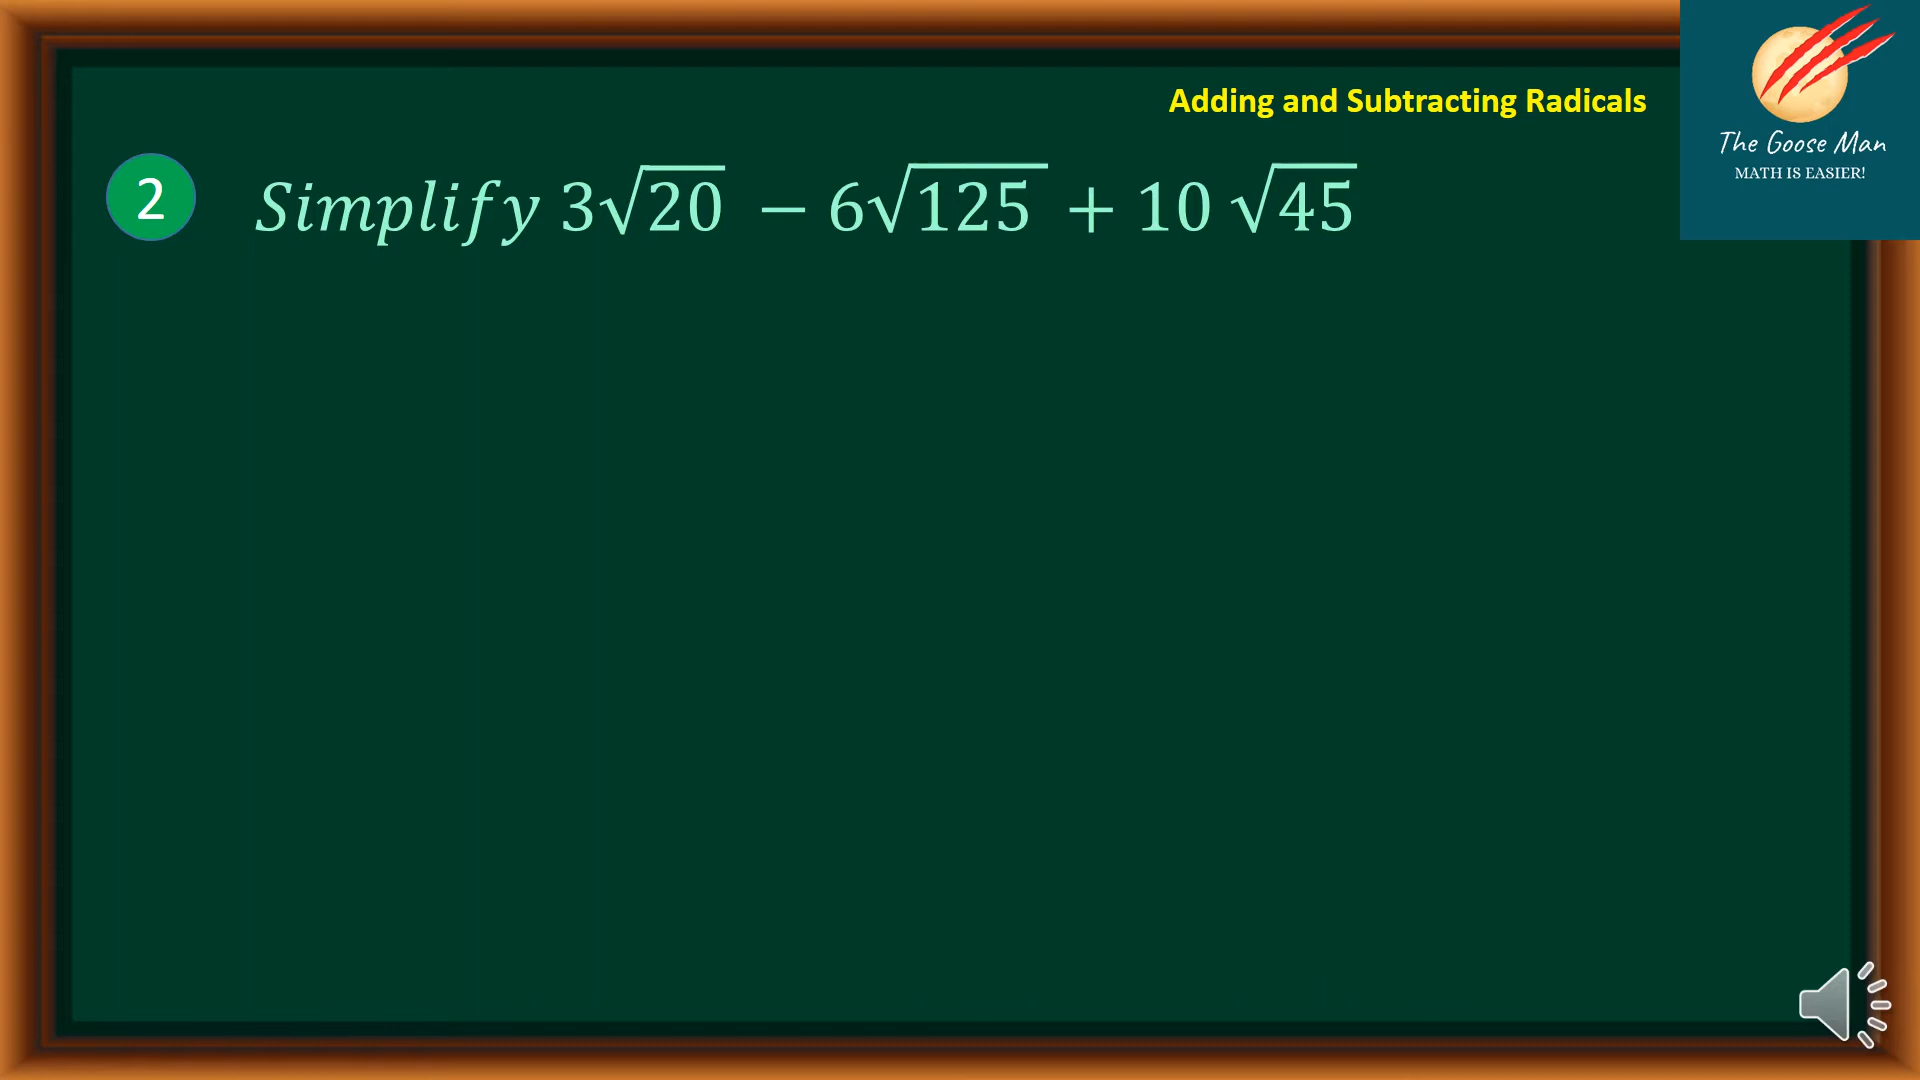 Adding and Subtracting Radicals
The Goose Man
MATH IS EASIER!
2 Simplify 3√20 − 6√125 + 10 √45